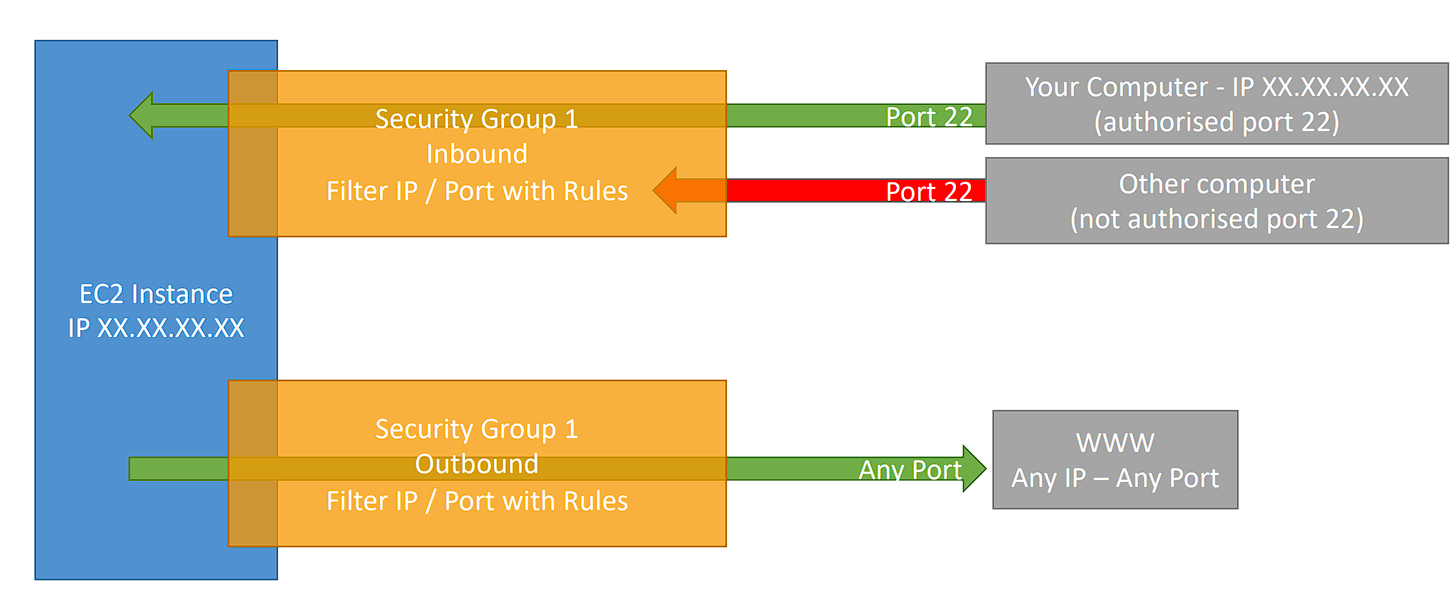 Security Group 1
Inbound
Filter IP / Port with Rules
Port 22
Your Computer - IP XX.XX.XX.XX
(authorised port 22)
Port 22
Other computer
(not authorised port 22)
EC2 Instance
IP XX.XX.XX.XX
Security Group 1
Outbound
Filter IP / Port with Rules
Any Port
WWW
Any IP – Any Port